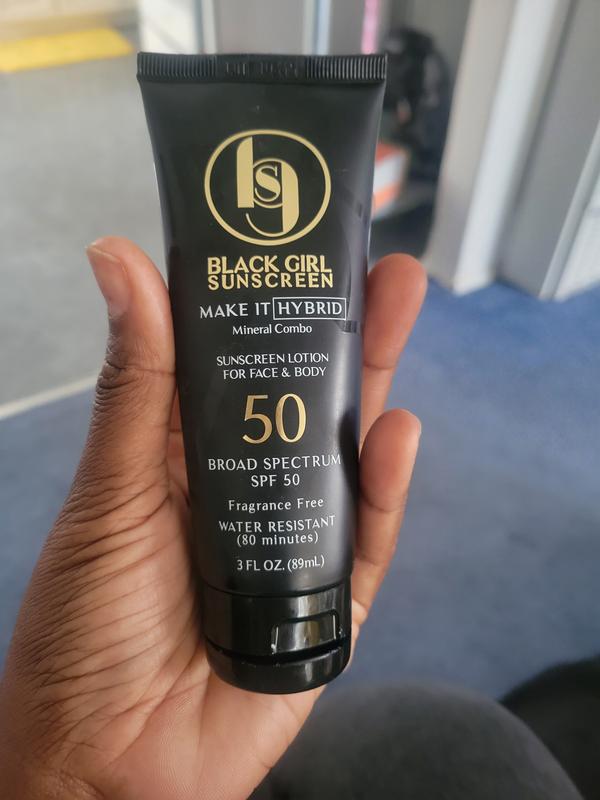 bgs
BLACK GIRL
SUNSCREEN
MAKE IT HYBRID
Mineral Combo
SUNSCREEN LOTION
FOR FACE & BODY
50
BROAD SPECTRUM
SPF 50
Fragrance Free
WATER RESISTANT
(80 minutes)
3 FL OZ. (89mL)